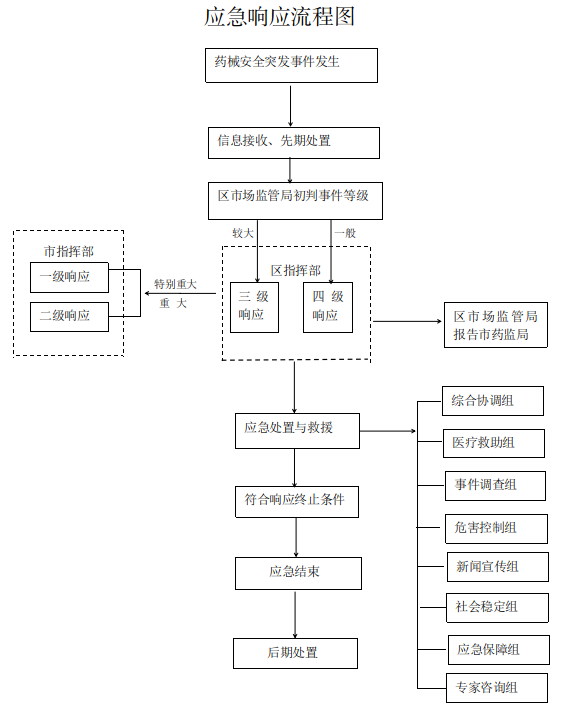 应急响应流程图
药械安全突发事件发生
信息接收、先期处置
区市场监管局初判事件等级
较大
一般
市指挥部
一级响应
二级响应
特别重大
重 大
区指挥部
三 级
响应
四 级
响应
区市场监管局
报告市药监局
应急处置与救援
综合协调组
医疗救助组
事件调查组
危害控制组
新闻宣传组
社会稳定组
应急保障组
专家咨询组
符合响应终止条件
应急结束
后期处置